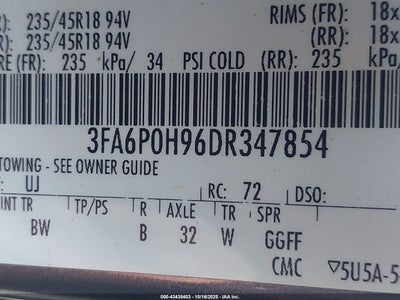 235/45R18 94V RIMS (FR): 18x
235/45R18 94V (RR): 18x
RE (FR): 235 kPa/ 34 PSI COLD (RR): 235
3FA6P0H96DR347854
TOWING - SEE OWNER GUIDE
UJ RC: 72 DSO:
INT TR TP/PS R AXLE TR SPR
BW B 32 W GGFF
CMC ▽5U5A-5
000-43438403 - 10/18/2025 - IAA Inc.